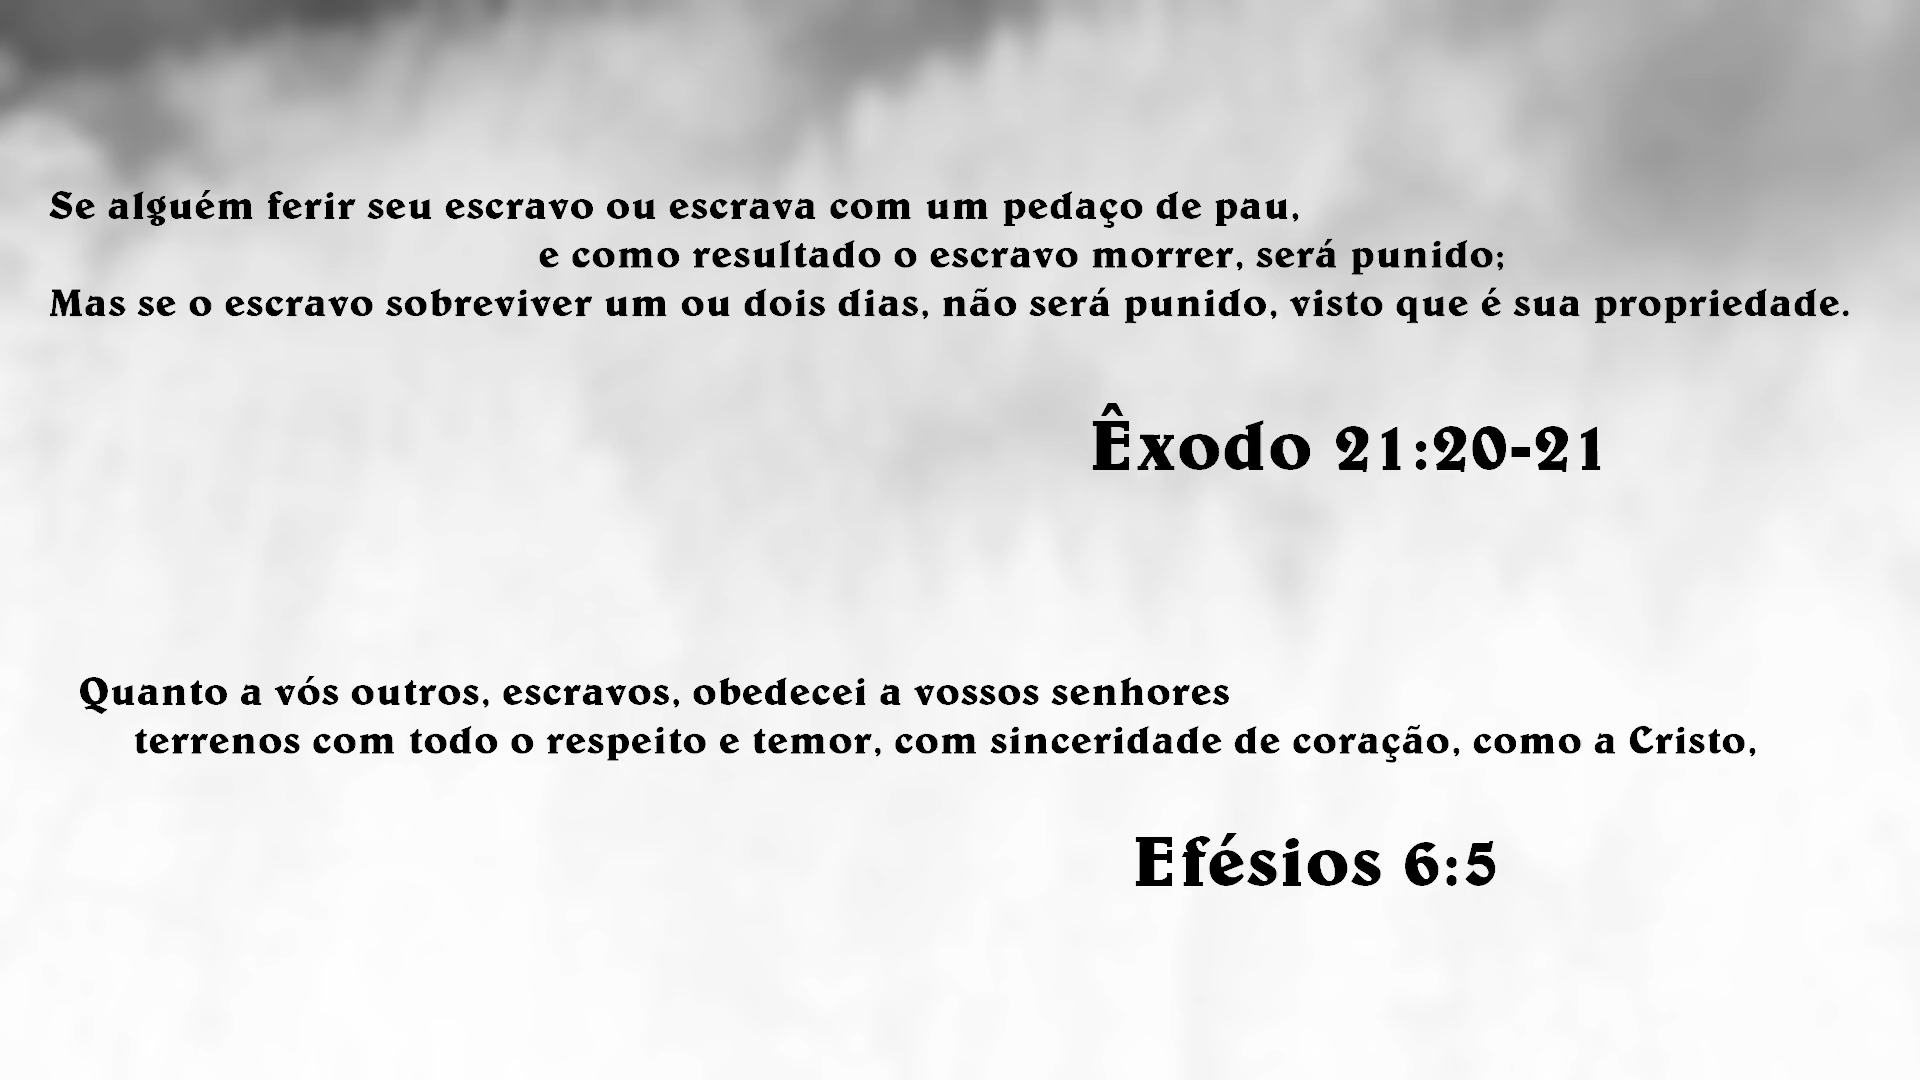 Se alguém ferir seu escravo ou escrava com um pedaço de pau,
e como resultado o escravo morrer, será punido;
Mas se o escravo sobreviver um ou dois dias, não será punido, visto que é sua propriedade.
Êxodo 21:20-21
Quanto a vós outros, escravos, obedecei a vossos senhores
terrenos com todo o respeito e temor, com sinceridade de coração, como a Cristo,
Efésios 6:5